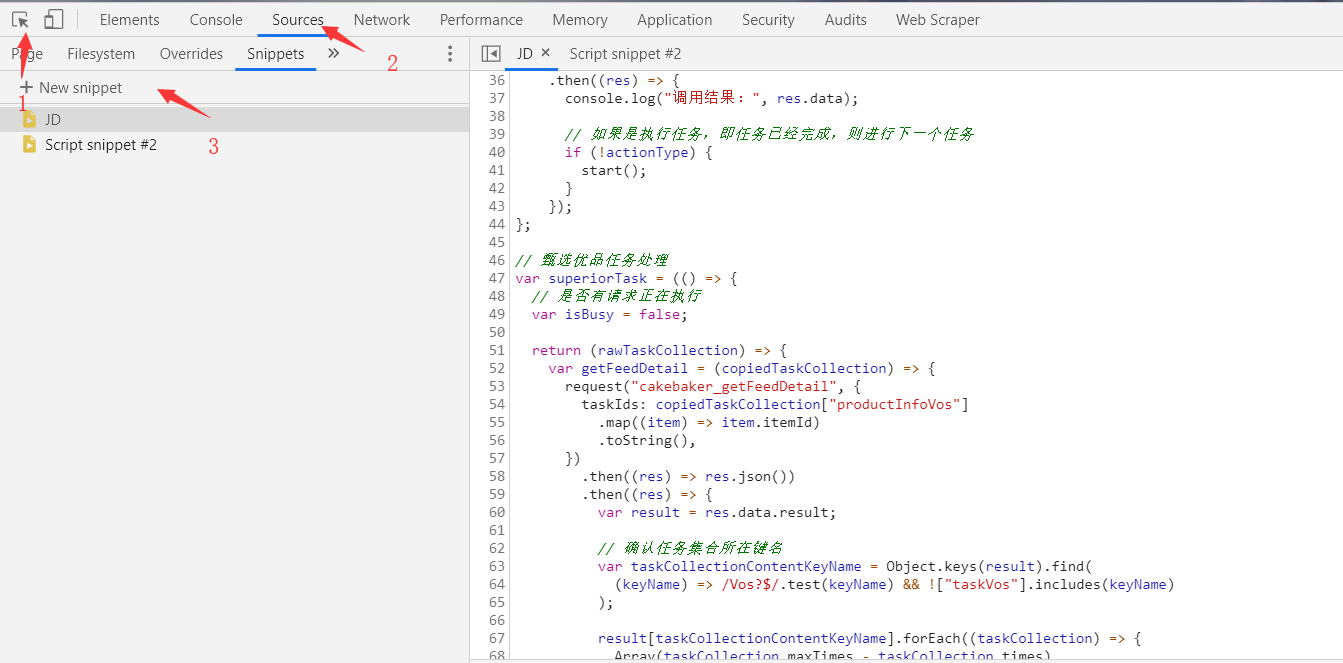 Elements Console Sources Network Performance Memory Application Security Audits Web Scraper
Page Filesystem Overrides Snippets » JD × Script snippet #2
2
+ New snippet
1
JD
3
Script snippet #2
36 .then((res) => {
37 console.log("调用结果：", res.data);
38
39 // 如果是执行任务，即任务已经完成，则进行下一个任务
40 if (!actionType) {
41 start();
42 }
43 });
44 };
45
46 // 甄选优品任务处理
47 var superiorTask = (() => {
48 // 是否有请求正在执行
49 var isBusy = false;
50
51 return (rawTaskCollection) => {
52 var getFeedDetail = (copiedTaskCollection) => {
53 request("cakebaker_getFeedDetail", {
54 taskIds: copiedTaskCollection["productInfoVos"]
55 .map((item) => item.itemId)
56 .toString(),
57 })
58 .then((res) => res.json())
59 .then((res) => {
60 var result = res.data.result;
61
62 // 确认任务集合所在键名
63 var taskCollectionContentKeyName = Object.keys(result).find(
64 (keyName) => /Vos?$/.test(keyName) && !["taskVos"].includes(keyName)
65 );
66
67 result[taskCollectionContentKeyName].forEach((taskCollection) => {
68 Array(taskCollection.maxTimes - taskCollection.times)